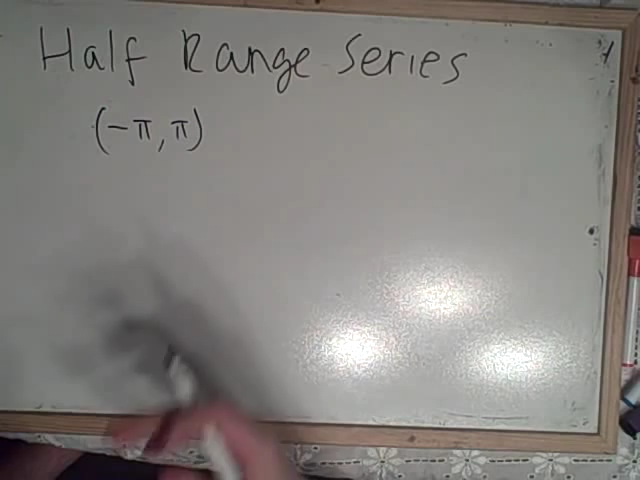 Half Range Series
(-π, π)